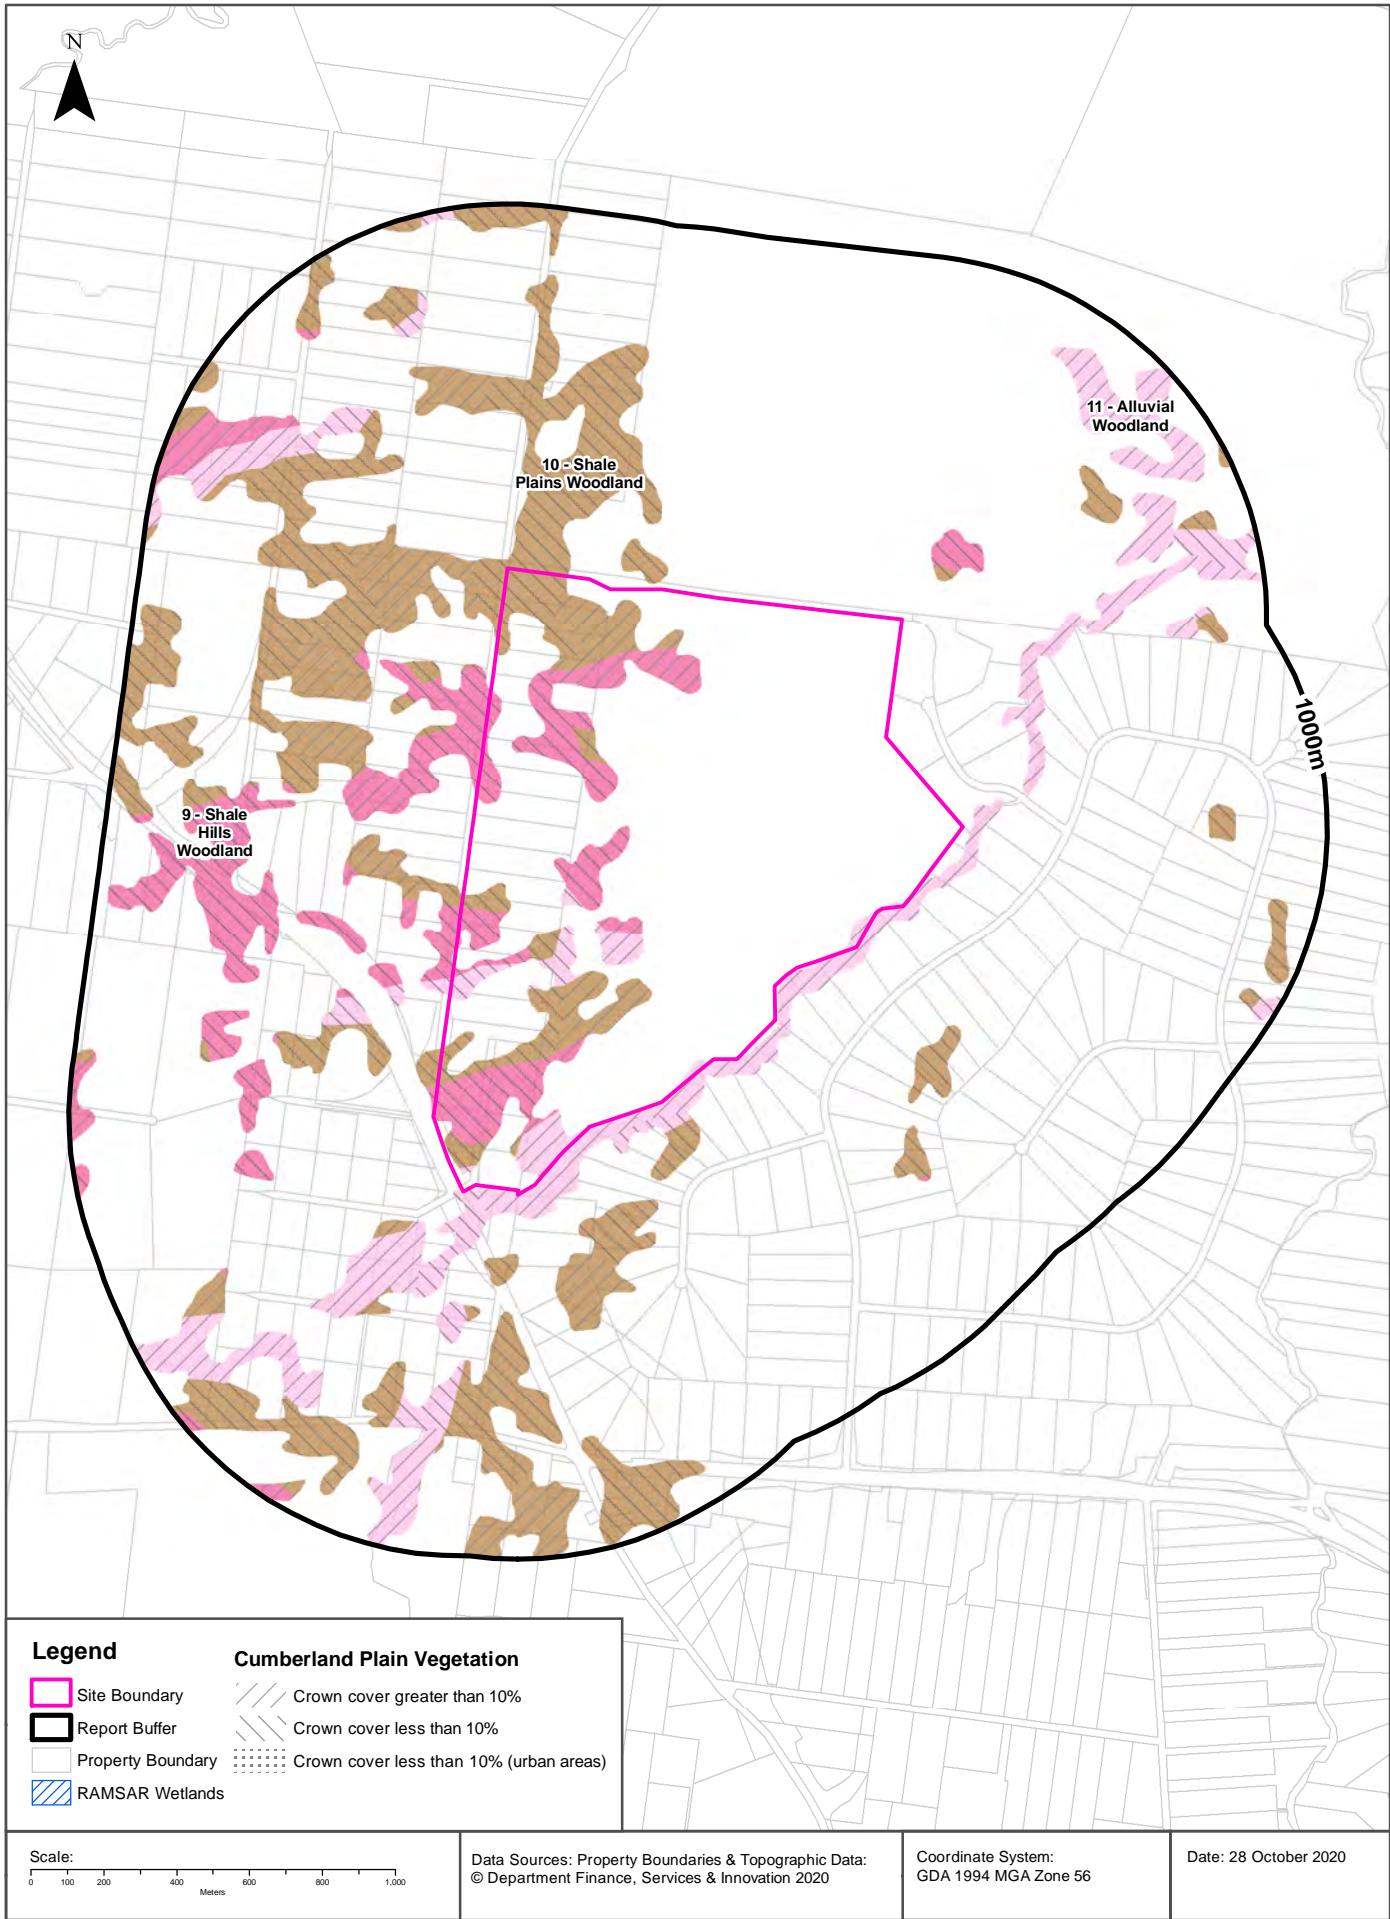 N
11 - Alluvial
Woodland
10 - Shale
Plains Woodland
1000m
9 - Shale
Hills
Woodland
Legend
Site Boundary
Report Buffer
Property Boundary
RAMSAR Wetlands
Cumberland Plain Vegetation
Crown cover greater than 10%
Crown cover less than 10%
Crown cover less than 10% (urban areas)
Scale:
0 100 200 400 600 800 1,000
Meters
Data Sources: Property Boundaries & Topographic Data:
© Department Finance, Services & Innovation 2020
Coordinate System:
GDA 1994 MGA Zone 56
Date: 28 October 2020